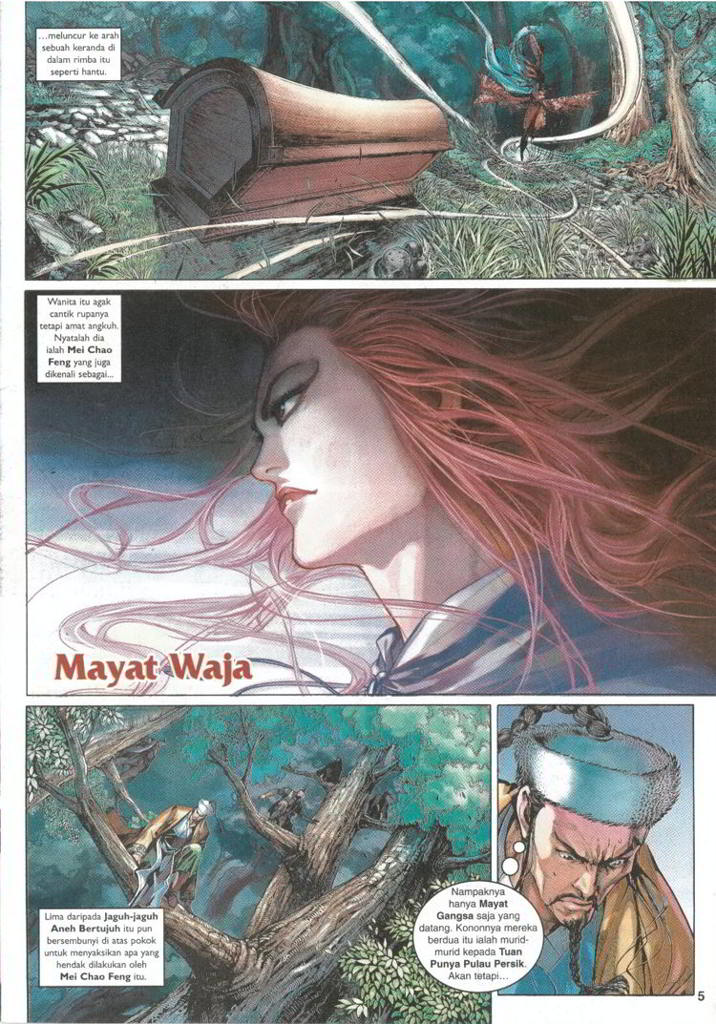 ...meluncur ke arah
sebuah keranda di
dalam rimba itu
seperti hantu.
Wanita itu agak
cantik rupanya
tetapi amat angkuh.
Nyatalah dia
ialah Mei Chao
Feng yang juga
dikenali sebagai...
Mayat Waja
Lima daripada Jaguh-jaguh
Aneh Bertujuh itu pun
bersembunyi di atas pokok
untuk menyaksikan apa yang
hendak dilakukan oleh
Mei Chao Feng itu.
Nampaknya
hanya Mayat
Gangsa saja yang
datang. Kononnya mereka
berdua itu ialah murid-
murid kepada Tuan
Punya Pulau Persik.
Akan tetapi...
5